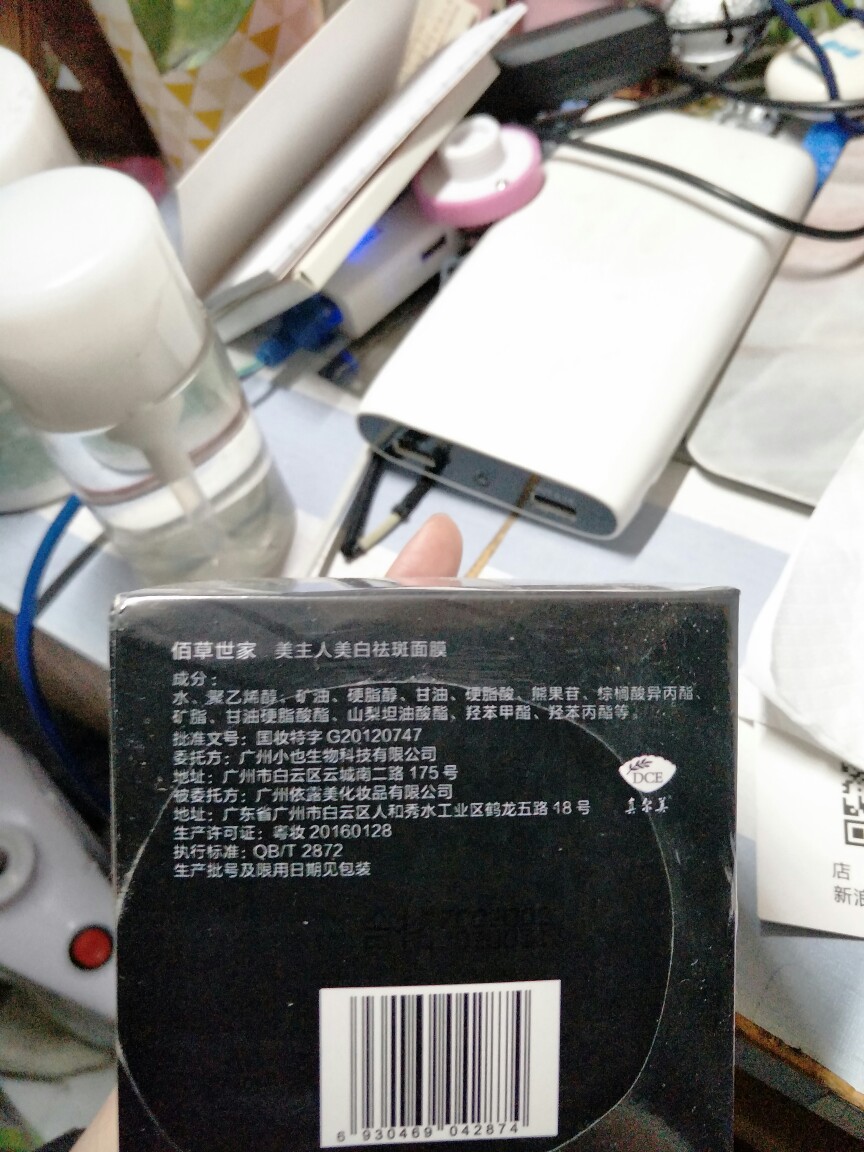 佰草世家 美主人美白祛斑面膜
成分：
水、聚乙烯醇、矿油、硬脂醇、甘油、硬脂酸、熊果苷、棕榈酸异丙酯、
矿脂、甘油硬脂酸酯、山梨坦油酸酯、羟苯甲酯、羟苯丙酯等。
批准文号：国妆特字 G20120747
委托方：广州小也生物科技有限公司
地址：广州市白云区云城南二路 175 号
DCE
被委托方：广州依露美化妆品有限公司
真尔美
地址：广东省广州市白云区人和秀水工业区鹤龙五路 18 号
生产许可证：粤妆 20160128
执行标准：QB/T 2872
生产批号及限用日期见包装
店
新浪
6 930469 042874